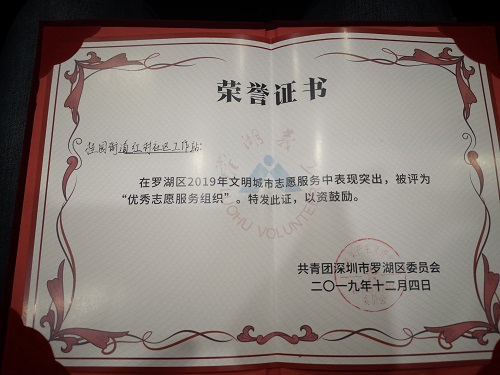 荣誉证书
桂园街道红村社区工作站:
在罗湖区2019年文明城市志愿服务中表现突出，被评为
“优秀志愿服务组织”。特发此证，以资鼓励。
共青团深圳市罗湖区委员会
二〇一九年十二月四日